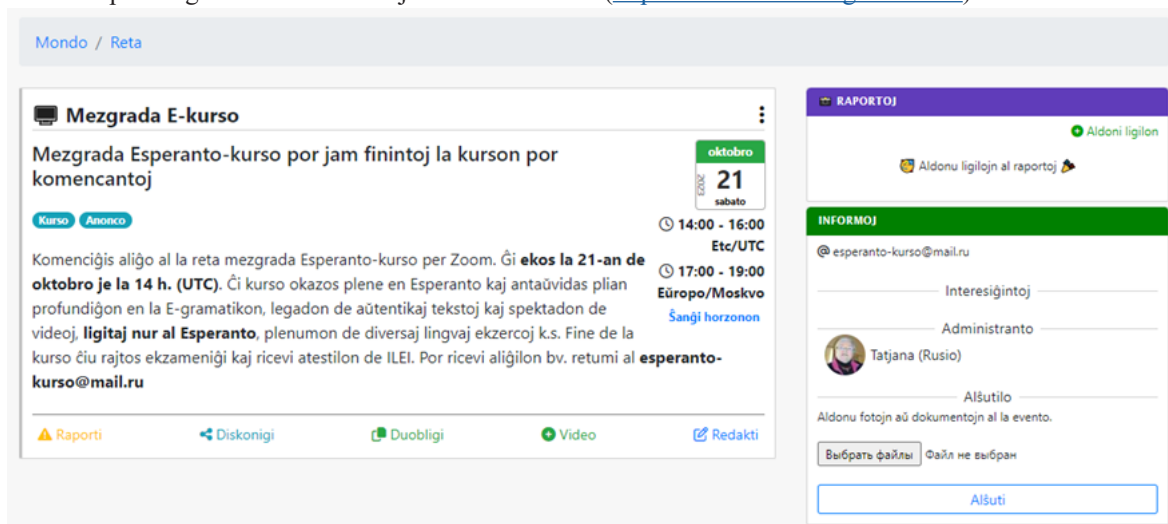 Mondo / Reta
Mezgrada E-kurso
Mezgrada Esperanto-kurso por jam finintoj la kurson por
komencantoj
Kurso Anonco
Komenciĝis aliĝo al la reta mezgrada Esperanto-kurso per Zoom. Ĝi ekos la 21-an de
oktobro je la 14 h. (UTC). Ĉi kurso okazos plene en Esperanto kaj antaŭvidas plian
profundiĝon en la E-gramatikon, legadon de aŭtentikaj tekstoj kaj spektadon de
videoj, ligitaj nur al Esperanto, plenumon de diversaj lingvaj ekzercoj k.s. Fine de la
kurso ĉiu rajtos ekzameniĝi kaj ricevi atestilon de ILEI. Por ricevi aliĝilon bv. retumi al esperanto-
kurso@mail.ru
oktobro
2023
21
sabato
14:00 - 16:00
Etc/UTC
17:00 - 19:00
Eŭropo/Moskvo
Ŝanĝi horzonon
Raporti Diskonigi Duobligi Video Redakti
RAPORTOJ
Aldoni ligilon
Aldonu ligilojn al raportoj
INFORMOJ
@ esperanto-kurso@mail.ru
Interesiĝintoj
Administranto
Tatjana (Rusio)
Alŝutilo
Aldonu fotojn aŭ dokumentojn al la evento.
Выбрать файлы Файл не выбран
Alŝuti